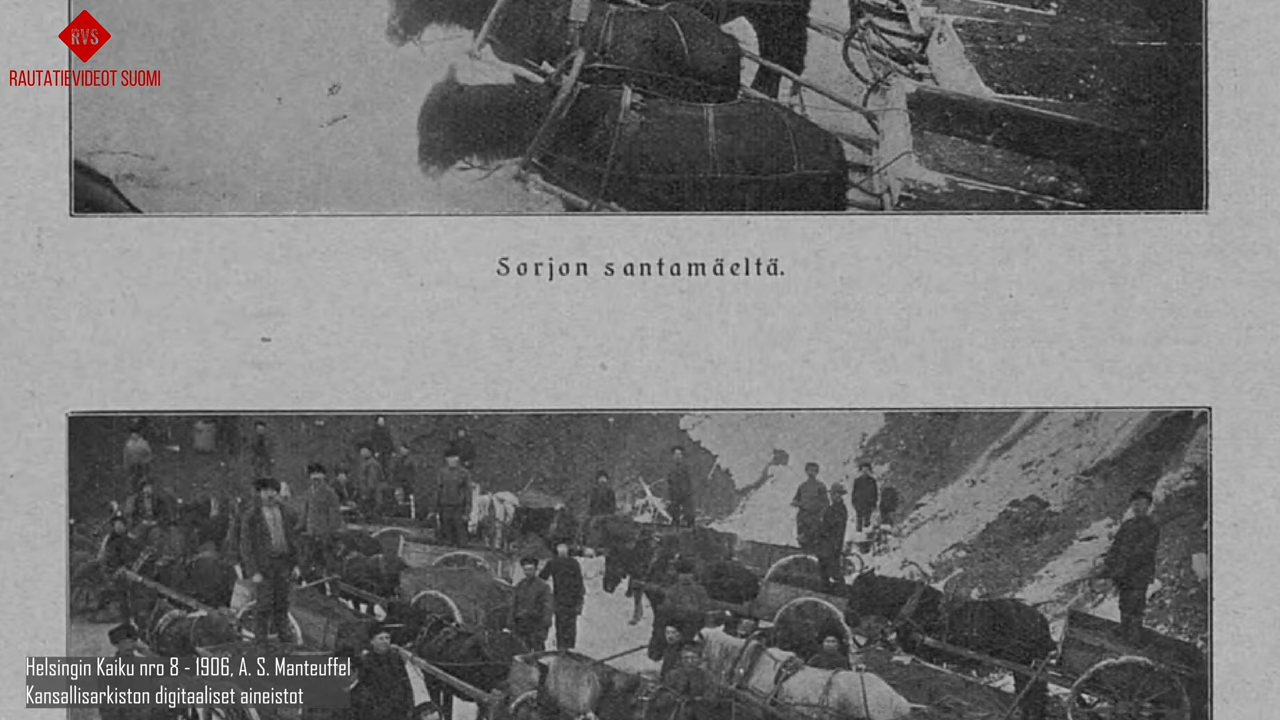 RVS
RAUTATIEVIDEOT SUOMI
Sorjon santamäeltä.
Helsingin Kaiku nro 8 - 1906, A. S. Manteuffel
Kansallisarkiston digitaaliset aineistot